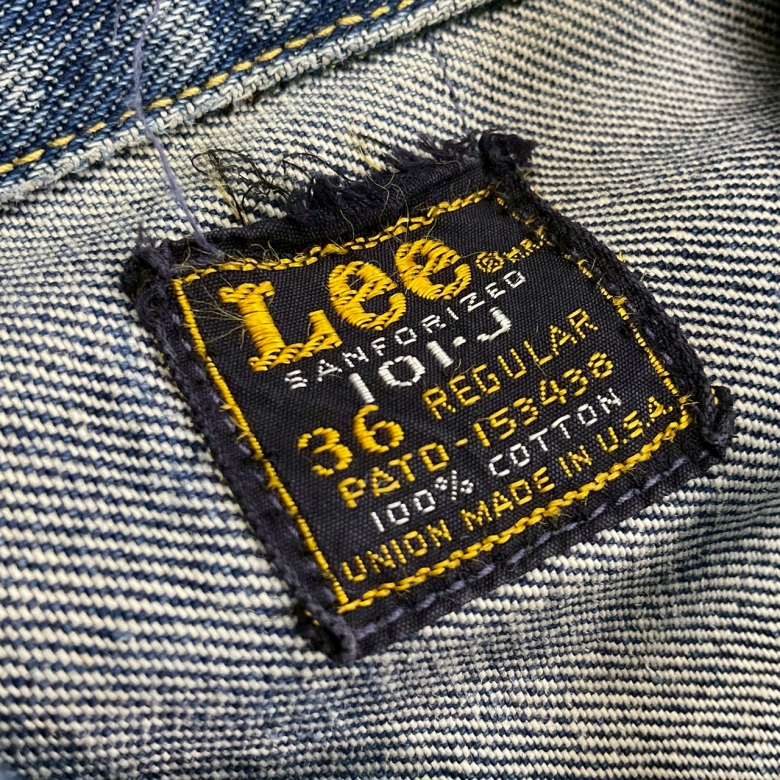 Lee ® M.R.
SANFORIZED
101-J
36 REGULAR
PATD-153438
100% COTTON
UNION MADE IN U.S.A.